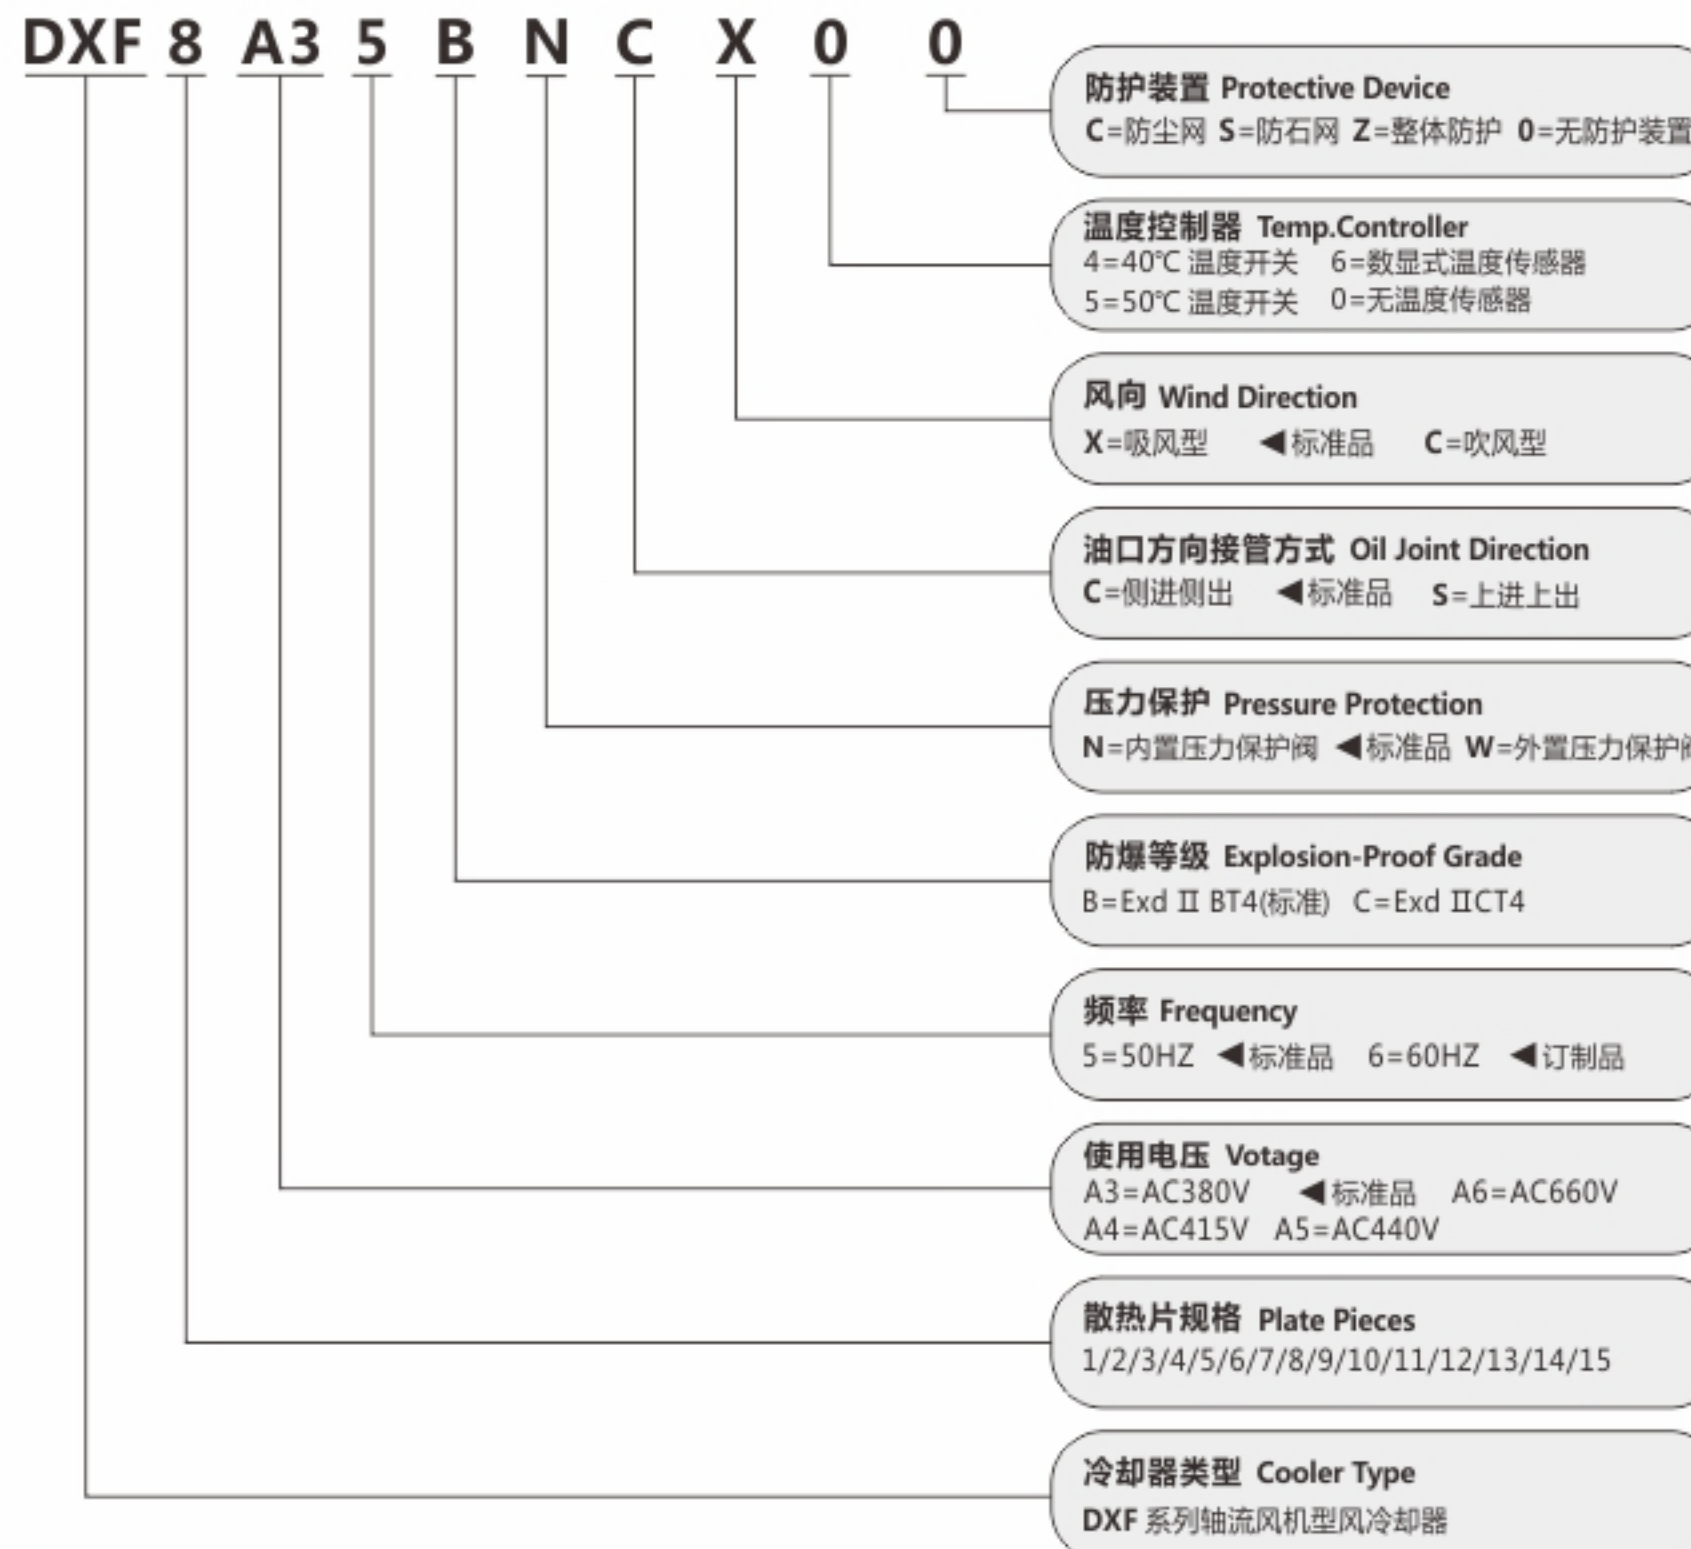 DXF 8 A3 5 B N C X 0 0
防护装置 Protective Device
C=防尘网 S=防石网 Z=整体防护 0=无防护装置
温度控制器 Temp.Controller
4=40℃ 温度开关 6=数显式温度传感器
5=50℃ 温度开关 0=无温度传感器
风向 Wind Direction
X=吸风型 ◀标准品 C=吹风型
油口方向接管方式 Oil Joint Direction
C=侧进侧出 ◀标准品 S=上进上出
压力保护 Pressure Protection
N=内置压力保护阀 ◀标准品 W=外置压力保护
防爆等级 Explosion-Proof Grade
B=Exd Ⅱ BT4(标准) C=Exd ⅡCT4
频率 Frequency
5=50HZ ◀标准品 6=60HZ ◀订制品
使用电压 Votage
A3=AC380V ◀标准品 A6=AC660V
A4=AC415V A5=AC440V
散热片规格 Plate Pieces
1/2/3/4/5/6/7/8/9/10/11/12/13/14/15
冷却器类型 Cooler Type
DXF 系列轴流风机型风冷却器